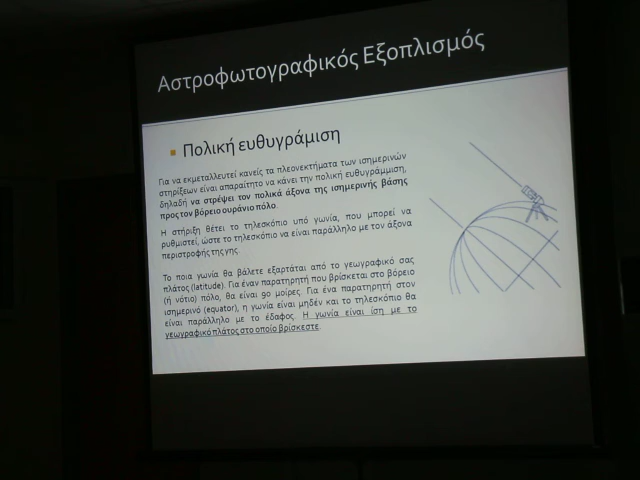 Αστροφωτογραφικός Εξοπλισμός
Πολική ευθυγράμιση
Για να εκμεταλλευτεί κανείς τα πλεονεκτήματα των ισημερινών
στηρίξεων είναι απαραίτητο να κάνει την πολική ευθυγράμμιση,
δηλαδή να στρέψει τον πολικά άξονα της ισημερινής βάσης
προς τον βόρειο ουράνιο πόλο.
Η στήριξη θέτει το τηλεσκόπιο υπό γωνία, που μπορεί να
ρυθμιστεί, ώστε το τηλεσκόπιο να είναι παράλληλο με τον άξονα
περιστροφής της γης.
Το ποια γωνία θα βάλετε εξαρτάται από το γεωγραφικό σας
πλάτος (latitude). Για έναν παρατηρητή που βρίσκεται στο βόρειο
(ή νότιο) πόλο, θα είναι 90 μοίρες. Για ένα παρατηρητή στον
ισημερινό (equator), η γωνία είναι μηδέν και το τηλεσκόπιο θα
είναι παράλληλο με το έδαφος. Η γωνία είναι ίση με το
γεωγραφικό πλάτος στο οποίο βρίσκεστε.